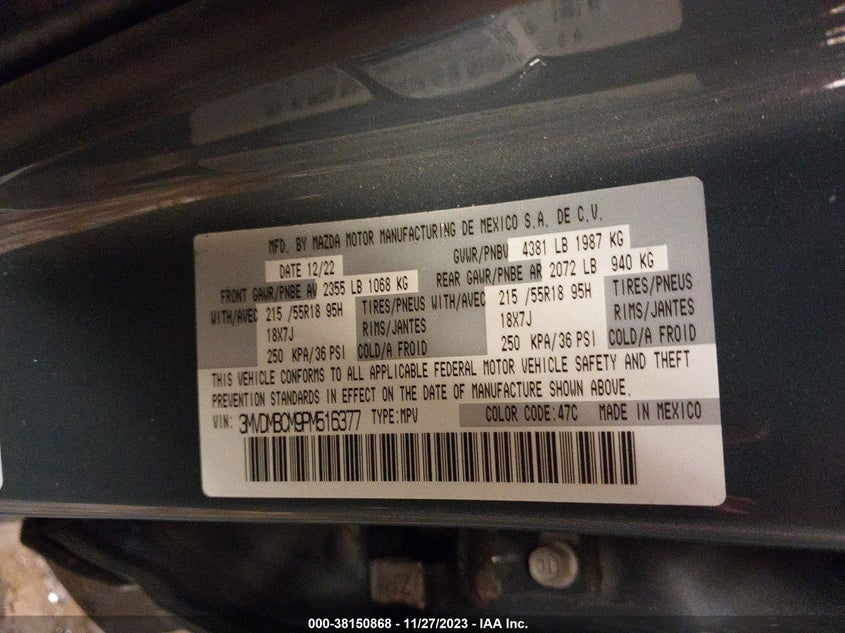 MFD. BY MAZDA MOTOR MANUFACTURING DE MEXICO S.A. DE C.V.
DATE 12/22 GVWR/PNBV 4381 LB 1987 KG
FRONT GAWR/PNBE AV 2355 LB 1068 KG REAR GAWR/PNBE AR 2072 LB 940 KG
WITH/AVEC 215 /55R18 95H TIRES/PNEUS WITH/AVEC 215 /55R18 95H TIRES/PNEUS
18X7J RIMS/JANTES 18X7J RIMS/JANTES
250 KPA/36 PSI COLD/A FROID 250 KPA/36 PSI COLD/A FROID
THIS VEHICLE CONFORMS TO ALL APPLICABLE FEDERAL MOTOR VEHICLE SAFETY AND THEFT
PREVENTION STANDARDS IN EFFECT ON THE DATE OF MANUFACTURE SHOWN ABOVE.
VIN: 3MVDMBCM9PM516377 TYPE:MPV COLOR CODE:47C MADE IN MEXICO
000-38150868 - 11/27/2023 - IAA Inc.